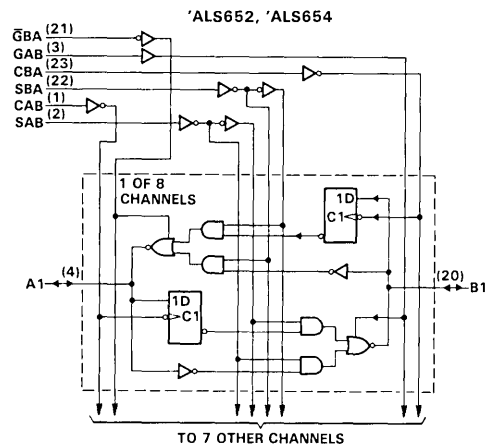 'ALS652, 'ALS654
G̅BA (21)
GAB (3)
CBA (23)
SBA (22)
CAB (1)
SAB (2)
1 OF 8
CHANNELS
1D
C1
A1 (4)
(20) B1
1D
C1
TO 7 OTHER CHANNELS